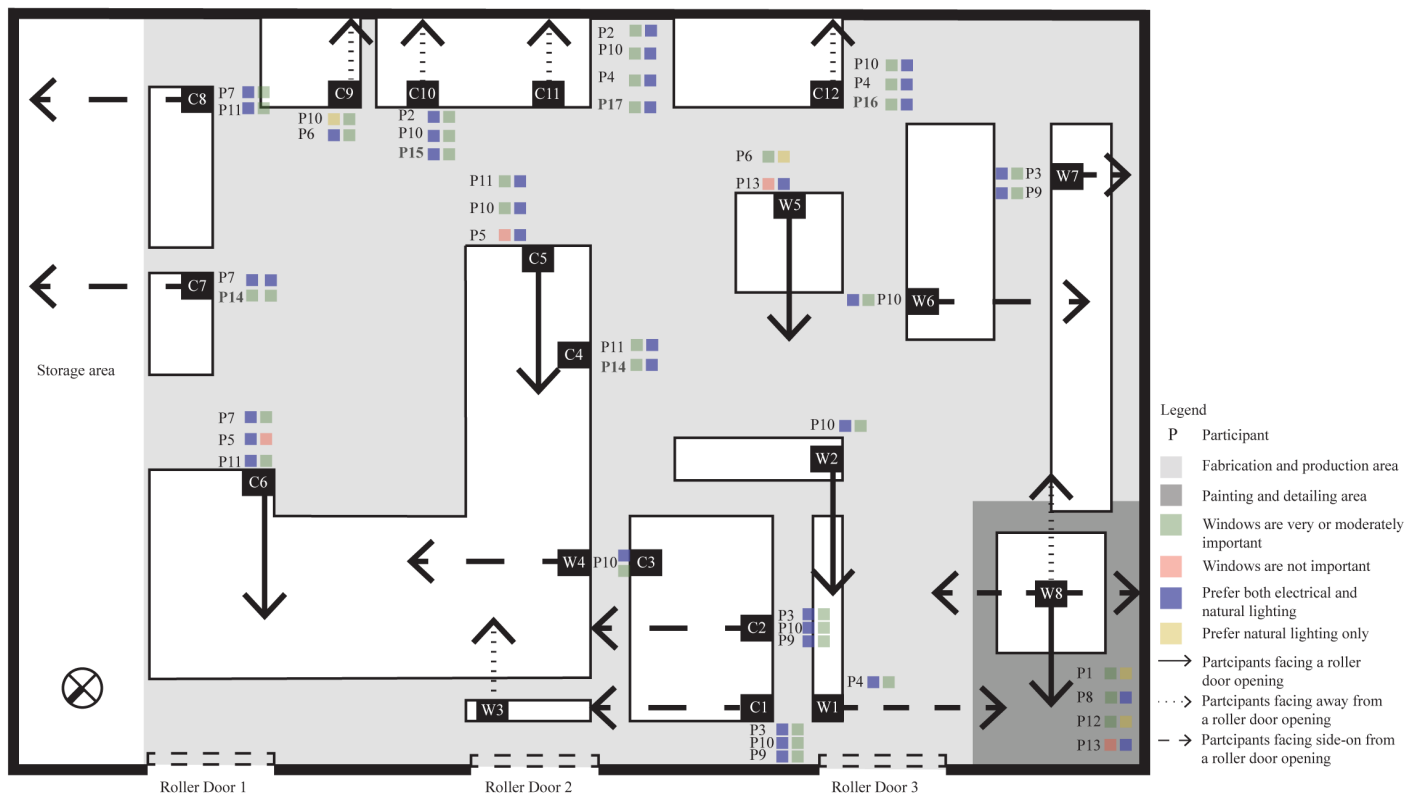 P2
P10
P4
P17
C8
P7
P11
C9
P10
P6
C10
P2
P10
P15
C11
C12
P10
P4
P16
P11
P10
P5
C5
P6
P13
W5
P3
P9
W7
C7
P7
P14
P10
W6
C4
P11
P14
Storage area
P7
P5
P11
C6
P10
W2
W4
P10
C3
C2
P3
P10
P9
W8
P4
W3
C1
W1
P3
P10
P9
P1
P8
P12
P13
Roller Door 1
Roller Door 2
Roller Door 3
Legend
P Participant
Fabrication and production area
Painting and detailing area
Windows are very or moderately
important
Windows are not important
Prefer both electrical and
natural lighting
Prefer natural lighting only
Partcipants facing a roller
door opening
Participants facing away from
a roller door opening
Participants facing side-on from
a roller door opening